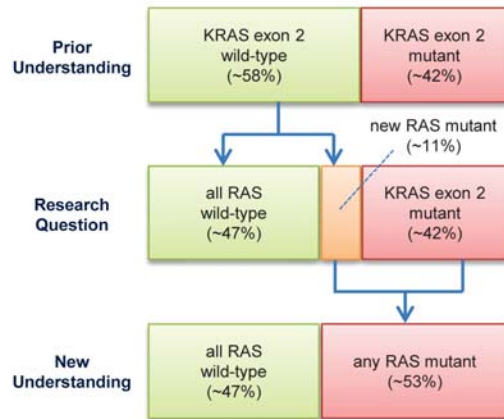 Prior
Understanding
KRAS exon 2
wild-type
(~58%)
KRAS exon 2
mutant
(~42%)
new RAS mutant
(~11%)
Research
Question
all RAS
wild-type
(~47%)
KRAS exon 2
mutant
(~42%)
New
Understanding
all RAS
wild-type
(~47%)
any RAS mutant
(~53%)